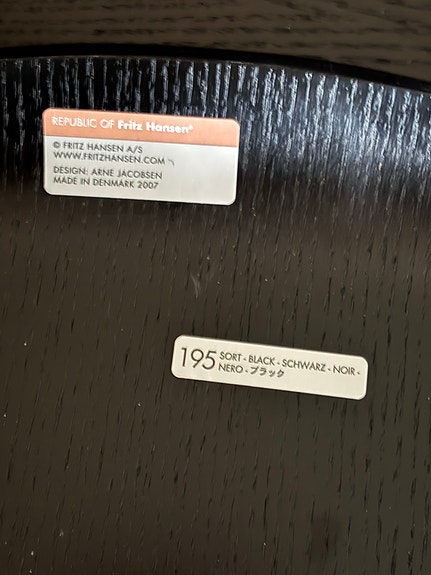 REPUBLIC OF Fritz Hansen®
© FRITZ HANSEN A/S
WWW.FRITZHANSEN.COM
DESIGN: ARNE JACOBSEN
MADE IN DENMARK 2007
195 SORT - BLACK - SCHWARZ - NOIR -
NERO - ブラック